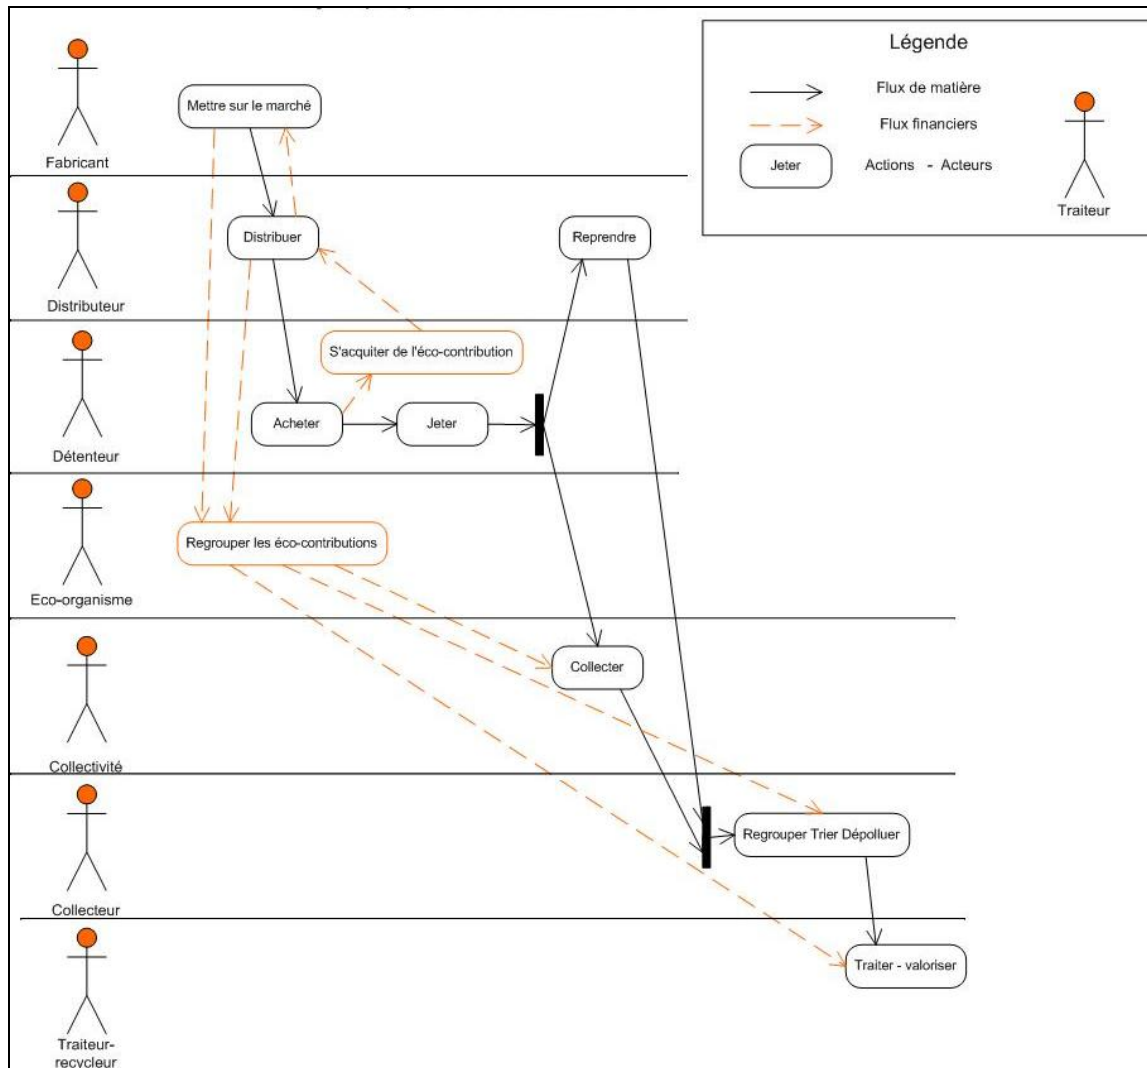 Légende
Flux de matière
Flux financiers
Jeter
Actions - Acteurs
Traiteur
Mettre sur le marché
Fabricant
Distribuer
Reprendre
Distributeur
S'acquiter de l'éco-contribution
Acheter
Jeter
Détenteur
Regrouper les éco-contributions
Eco-organisme
Collecter
Collectivité
Regrouper Trier Dépolluer
Collecteur
Traiter - valoriser
Traiteur-
recycleur